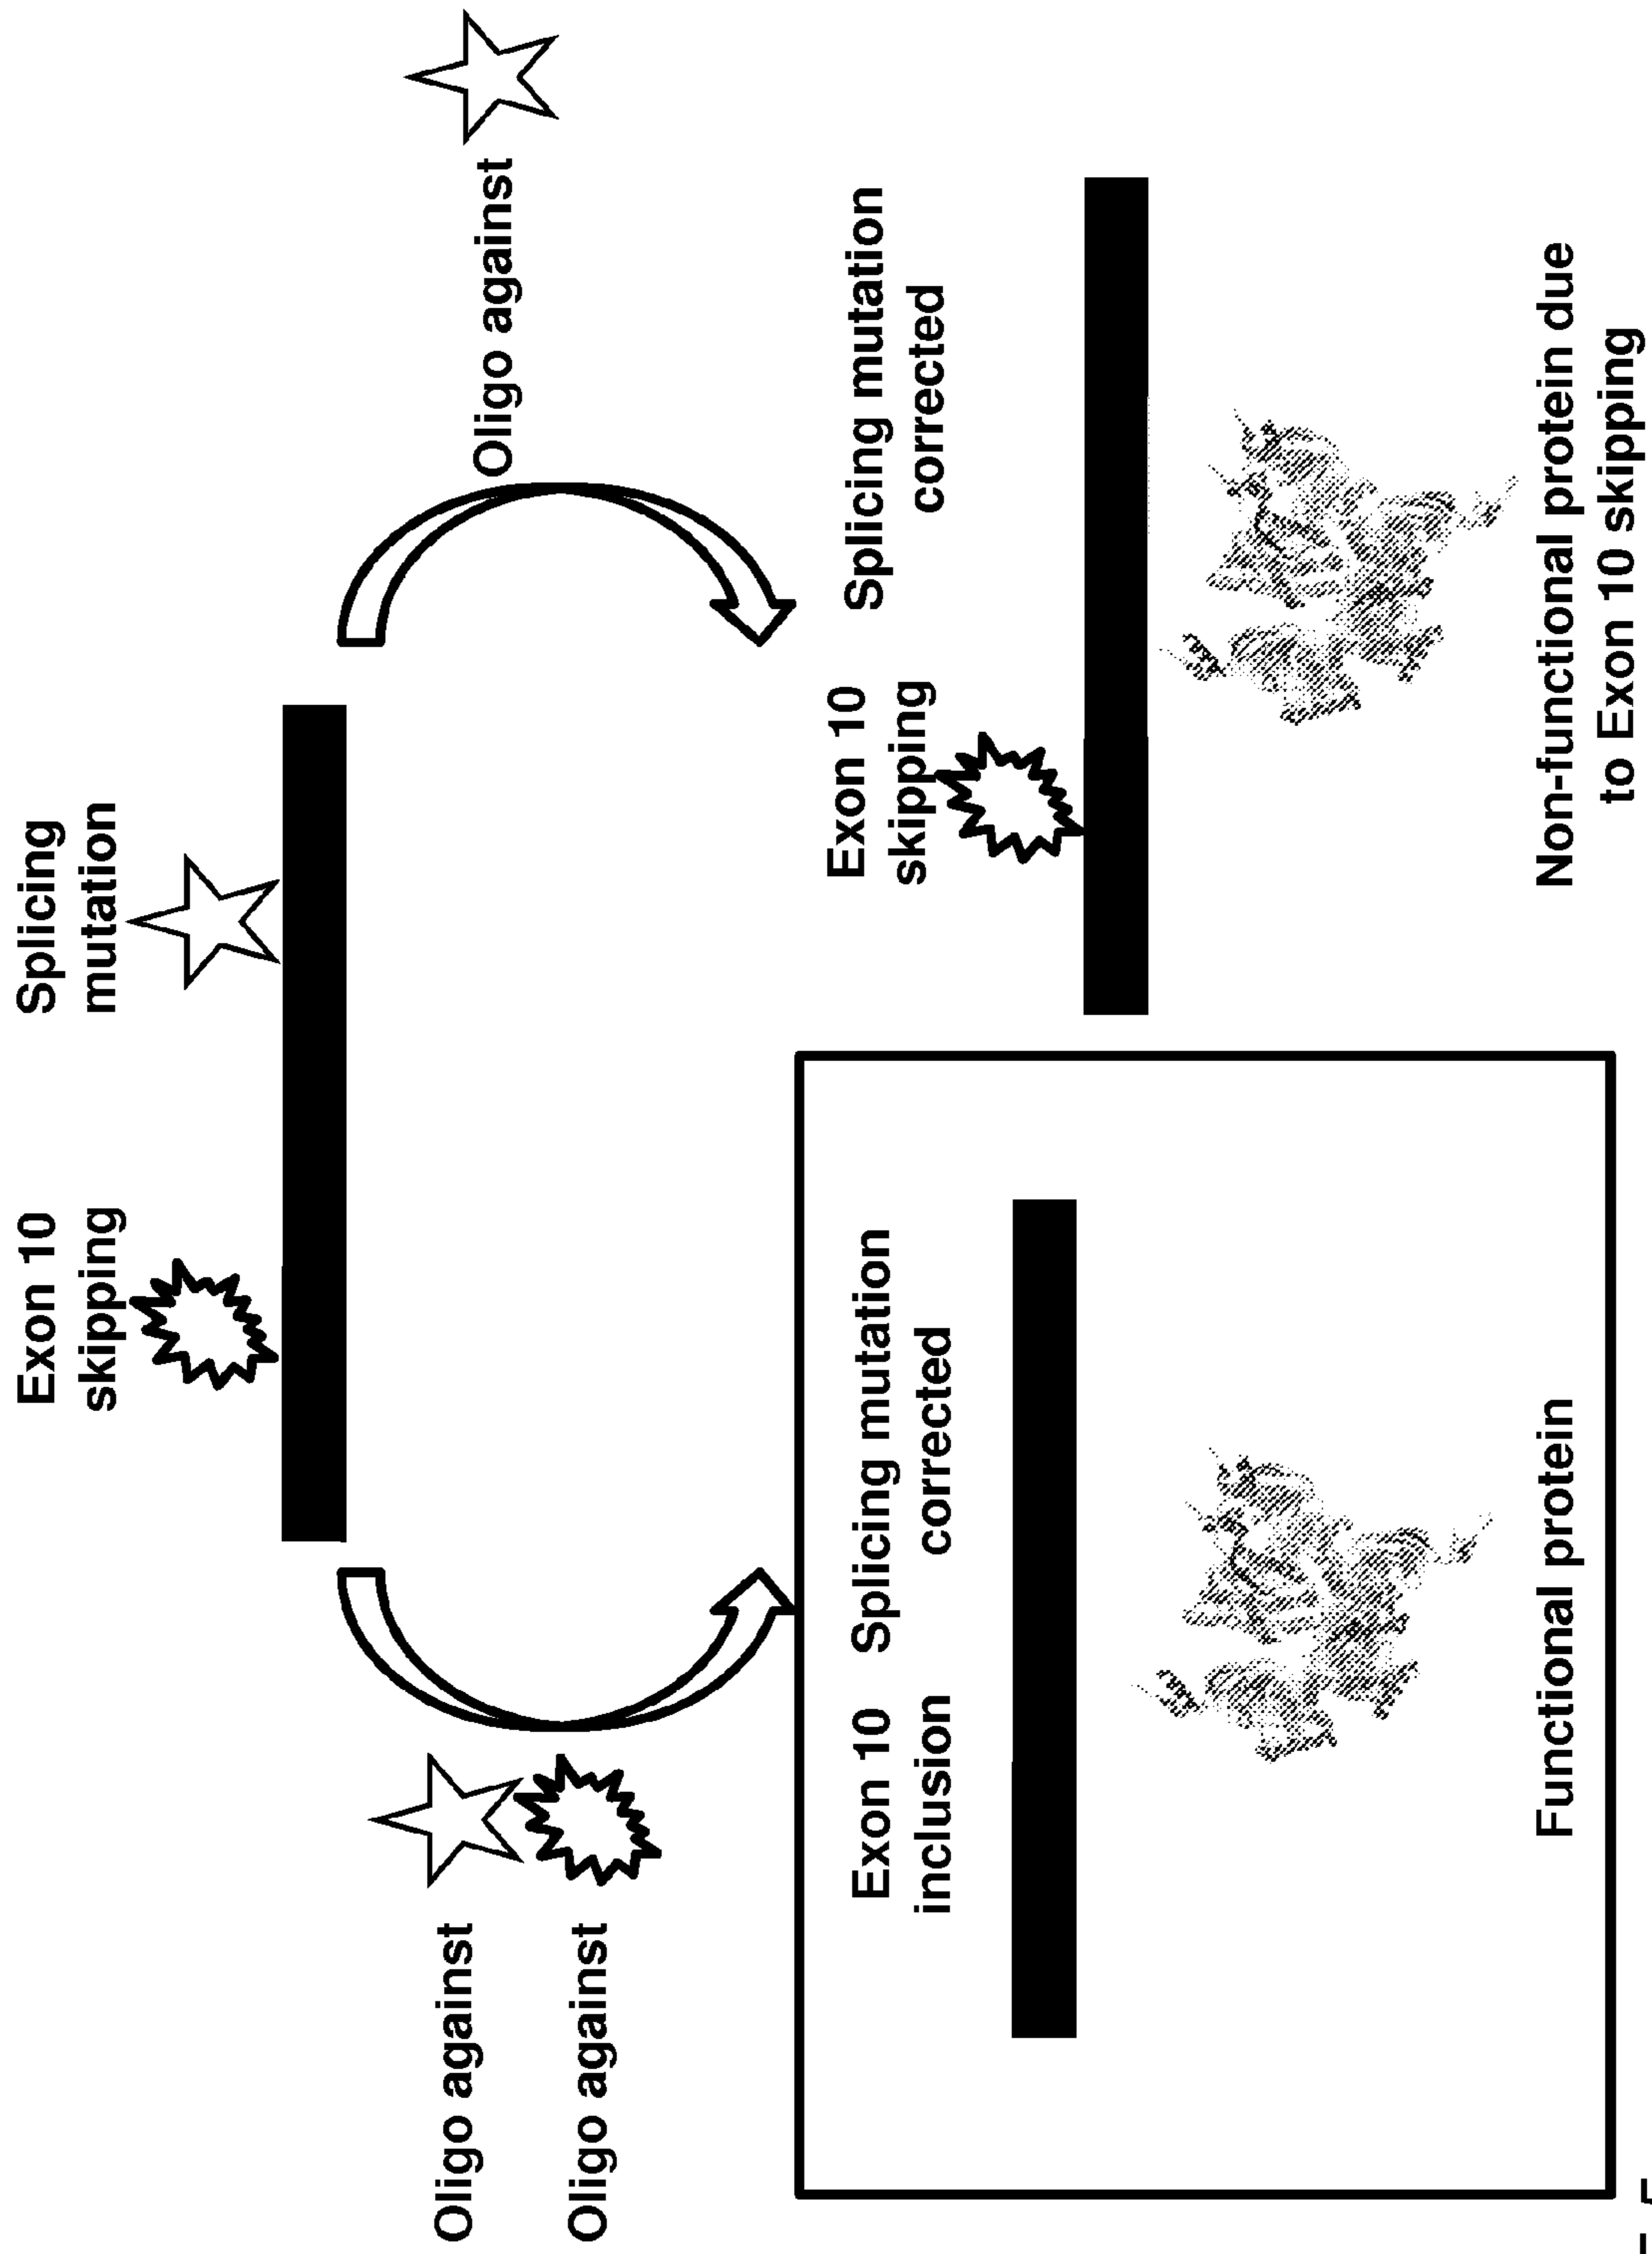 Exon 10
skipping
Splicing
mutation
Oligo against
Oligo against
Oligo against
Exon 10
inclusion
Splicing mutation
corrected
Functional protein
Exon 10
skipping
Splicing mutation
corrected
Non-functional protein due
to Exon 10 skipping